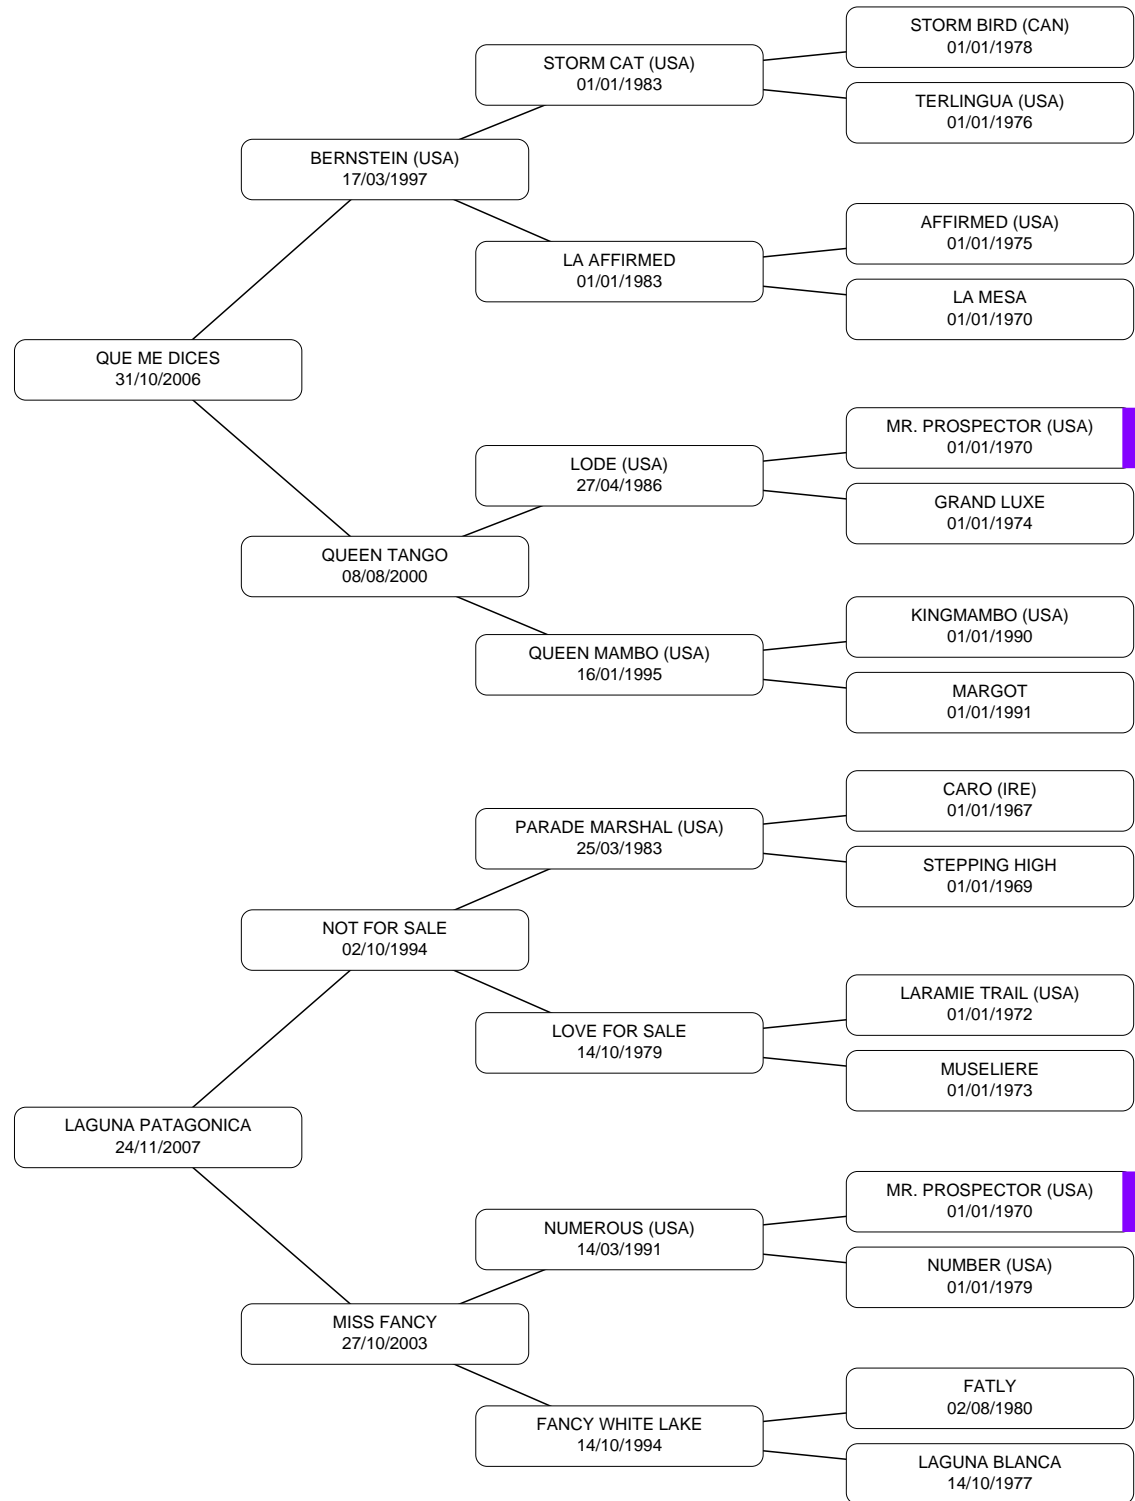 STORM BIRD (CAN)
01/01/1978
STORM CAT (USA)
01/01/1983
TERLINGUA (USA)
01/01/1976
BERNSTEIN (USA)
17/03/1997
AFFIRMED (USA)
01/01/1975
LA AFFIRMED
01/01/1983
LA MESA
01/01/1970
QUE ME DICES
31/10/2006
MR. PROSPECTOR (USA)
01/01/1970
LODE (USA)
27/04/1986
GRAND LUXE
01/01/1974
QUEEN TANGO
08/08/2000
KINGMAMBO (USA)
01/01/1990
QUEEN MAMBO (USA)
16/01/1995
MARGOT
01/01/1991
CARO (IRE)
01/01/1967
PARADE MARSHAL (USA)
25/03/1983
STEPPING HIGH
01/01/1969
NOT FOR SALE
02/10/1994
LARAMIE TRAIL (USA)
01/01/1972
LOVE FOR SALE
14/10/1979
MUSELIERE
01/01/1973
LAGUNA PATAGONICA
24/11/2007
MR. PROSPECTOR (USA)
01/01/1970
NUMEROUS (USA)
14/03/1991
NUMBER (USA)
01/01/1979
MISS FANCY
27/10/2003
FATLY
02/08/1980
FANCY WHITE LAKE
14/10/1994
LAGUNA BLANCA
14/10/1977